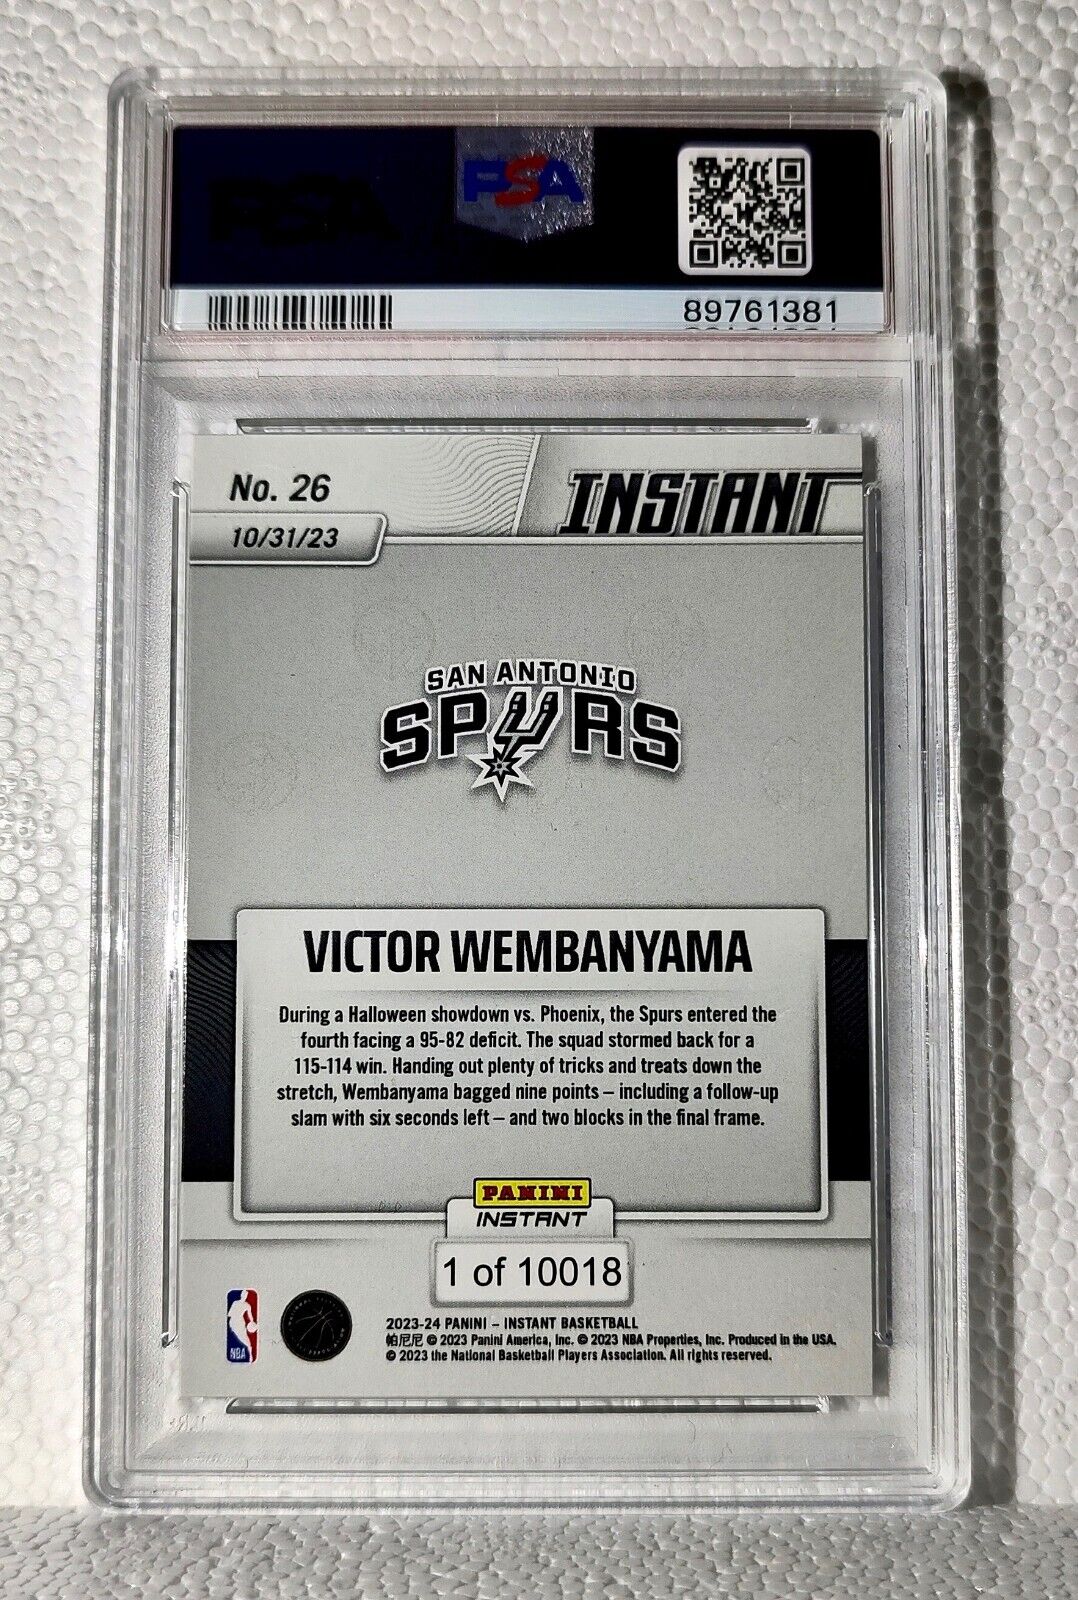 PSA
89761381
No. 26
INSTANT
10/31/23
SAN ANTONIO
SPURS
VICTOR WEMBANYAMA
During a Halloween showdown vs. Phoenix, the Spurs entered the
fourth facing a 95-82 deficit. The squad stormed back for a
115-114 win. Handing out plenty of tricks and treats down the
stretch, Wembanyama bagged nine points – including a follow-up
slam with six seconds left – and two blocks in the final frame.
PANINI
INSTANT
1 of 10018
NBA
2023-24 PANINI – INSTANT BASKETBALL
帕尼尼 © 2023 Panini America, Inc. © 2023 NBA Properties, Inc. Produced in the USA.
© 2023 the National Basketball Players Association. All rights reserved.